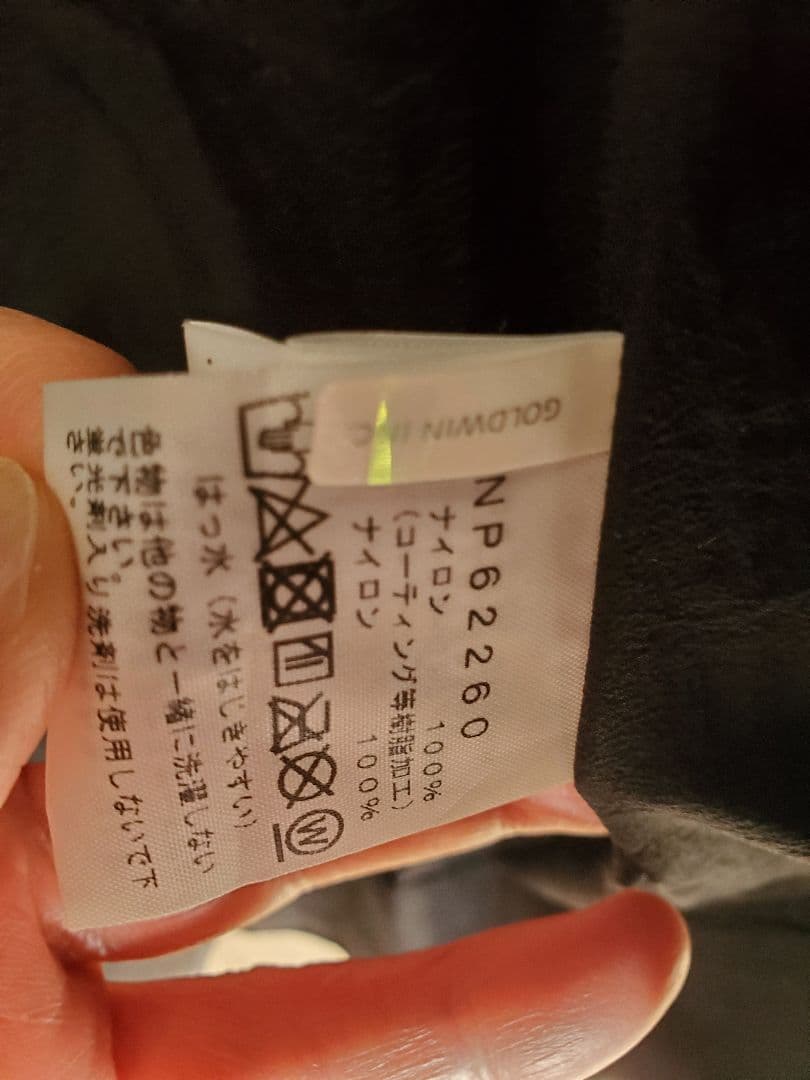 GOLDWIN INC
NP62260
ナイロン 100%
(コーティング等樹脂加工)
ナイロン 100%
W
はっ水(水をはじきやすい)
色物は他の物と一緒に洗濯しない
で下さい。
蛍光剤入り洗剤は使用しないで下
さい。